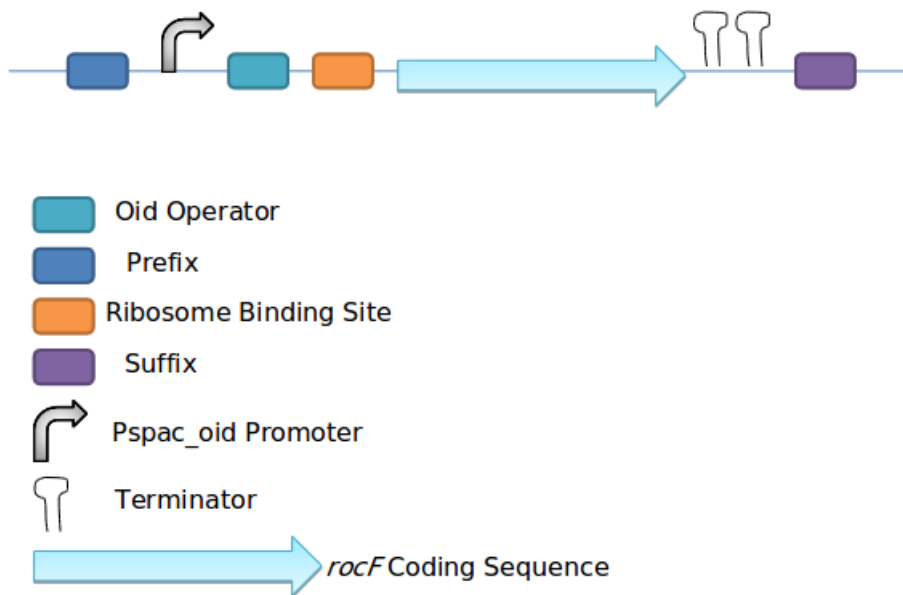 Oid Operator
Prefix
Ribosome Binding Site
Suffix
Pspac_oid Promoter
Terminator
rocF Coding Sequence